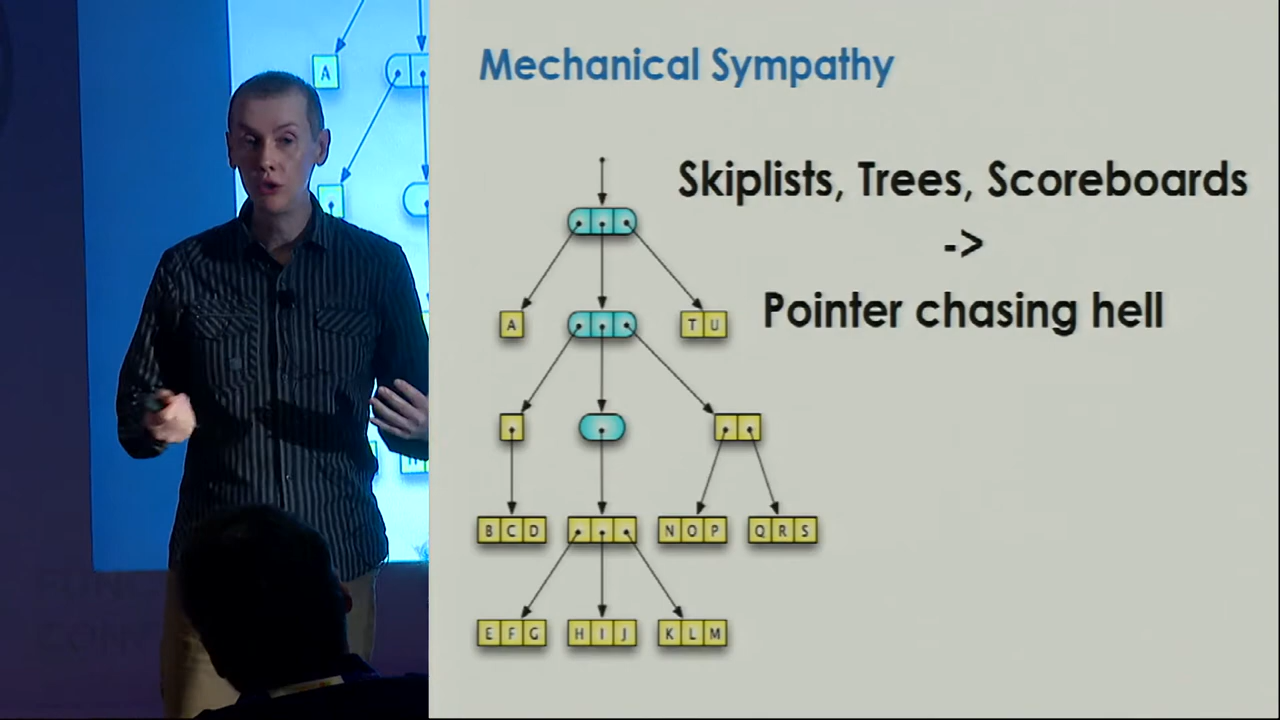 Mechanical Sympathy
Skiplists, Trees, Scoreboards
->
Pointer chasing hell
A
T U
B C D
N O P
Q R S
E F G
H I J
K L M
A